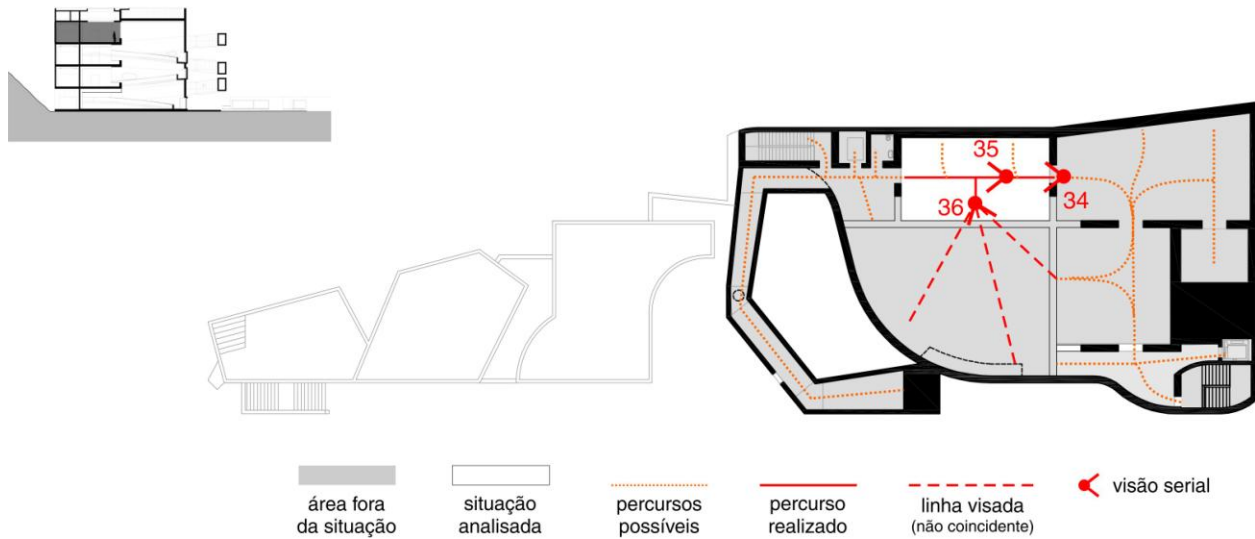 35
34
36
área fora
da situação
situação
analisada
percursos
possíveis
percurso
realizado
linha visada
(não coincidente)
visão serial